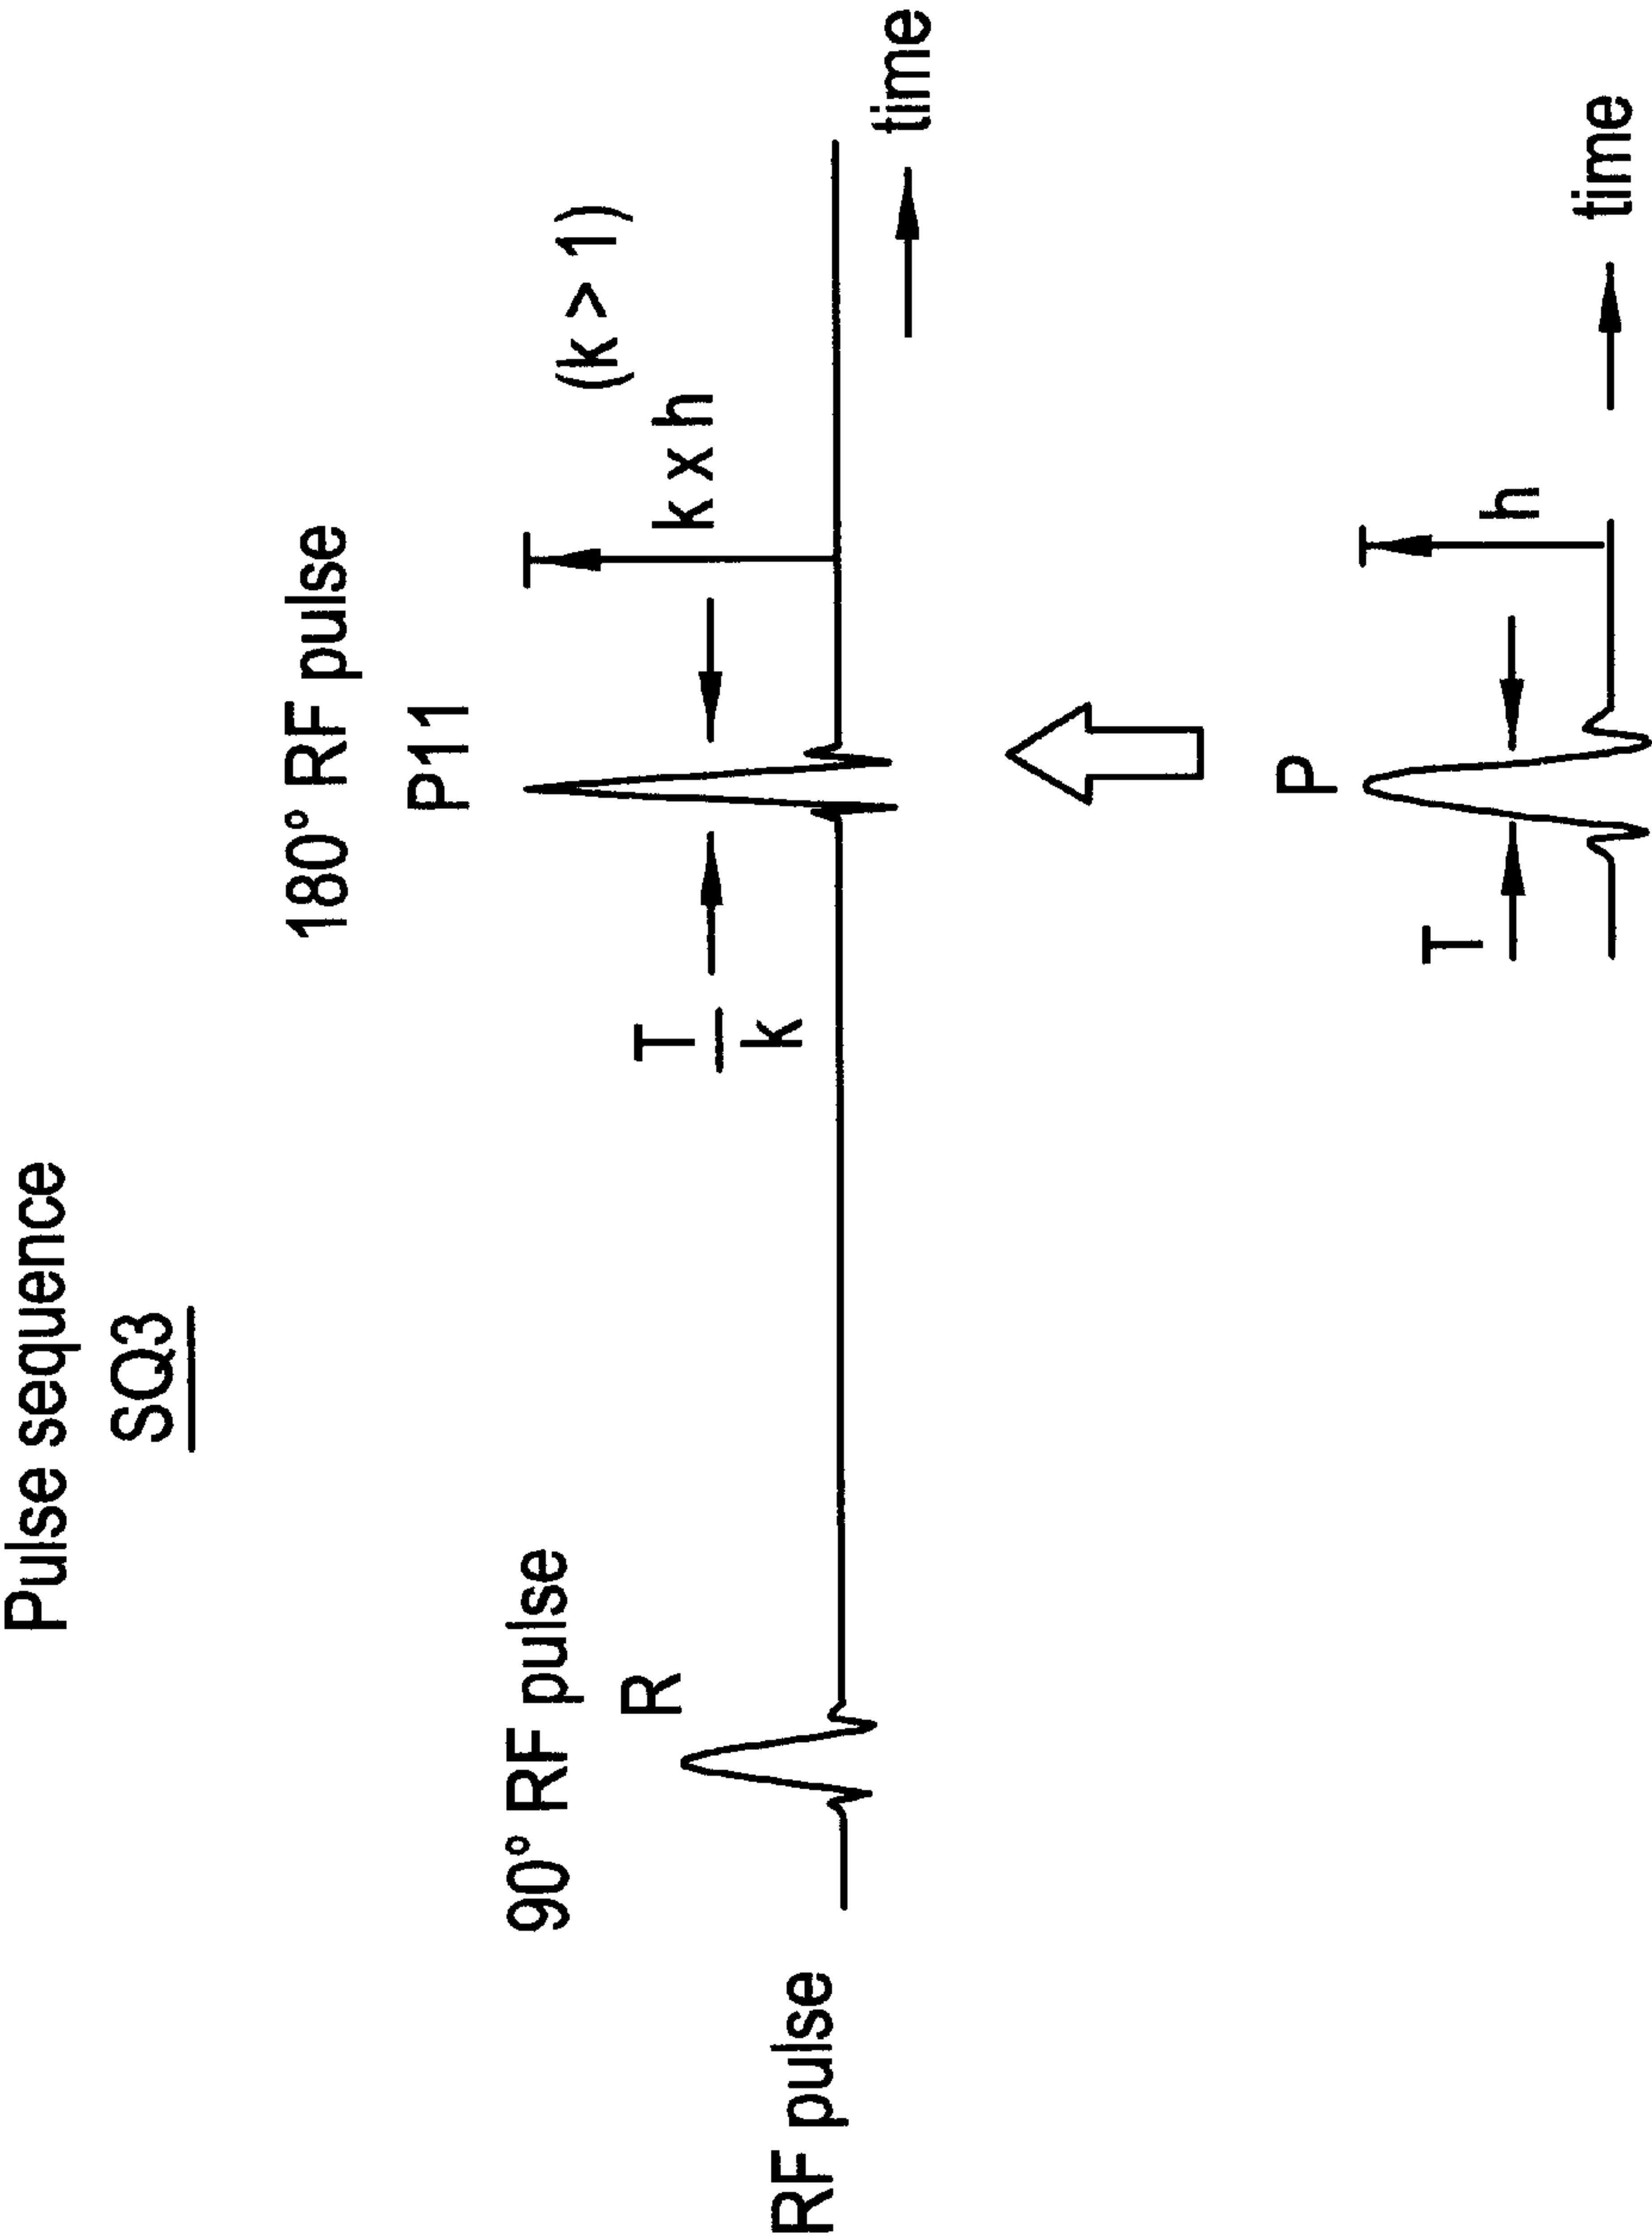 Pulse sequence
SQ3
180° RF pulse
P11
(k > 1)
90° RF pulse
R
T
k
k x h
RF pulse
time
P
T
h
time